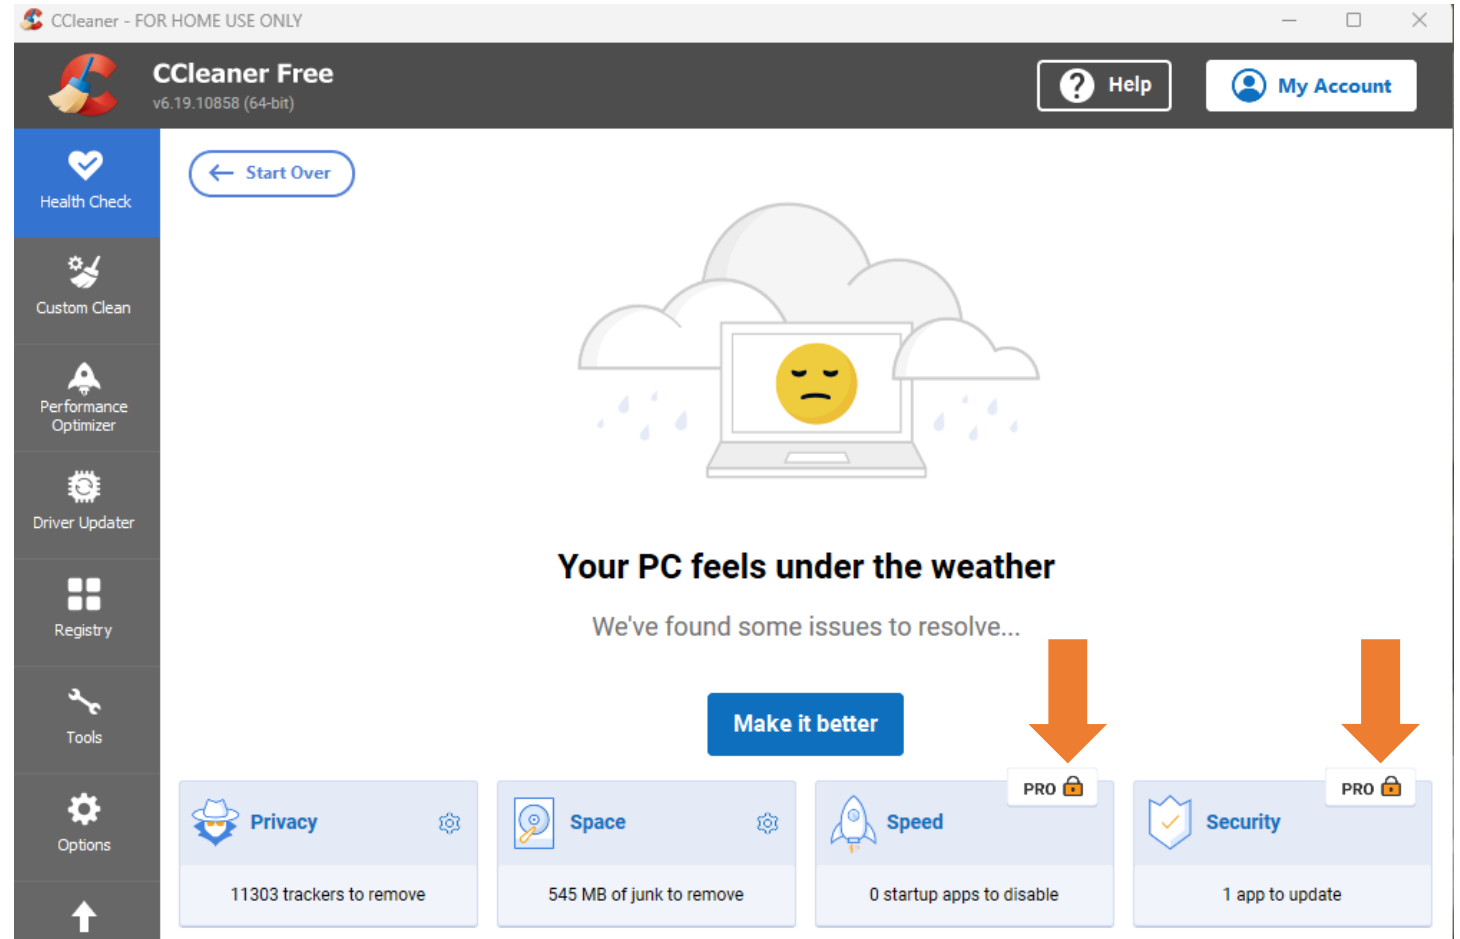 CCleaner - FOR HOME USE ONLY
CCleaner Free
v6.19.10858 (64-bit)
Help
My Account
Health Check
Start Over
Custom Clean
Performance
Optimizer
Driver Updater
Registry
Tools
Options
Your PC feels under the weather
We've found some issues to resolve...
Make it better
PRO
PRO
Privacy
Space
Speed
Security
11303 trackers to remove
545 MB of junk to remove
0 startup apps to disable
1 app to update